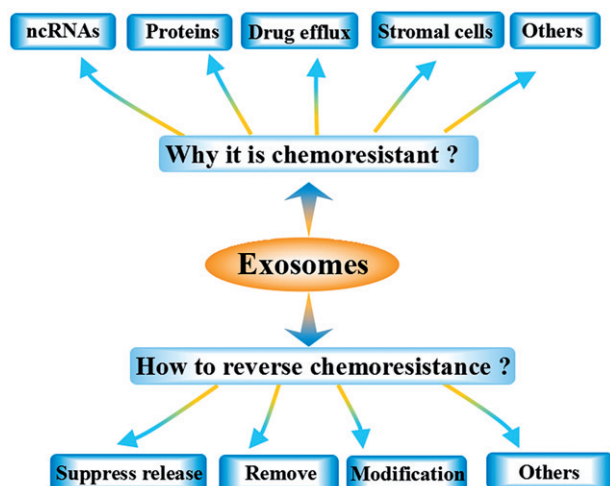 ncRNAs
Proteins
Drug efflux
Stromal cells
Others
Why it is chemoresistant ?
Exosomes
How to reverse chemoresistance ?
Suppress release
Remove
Modification
Others